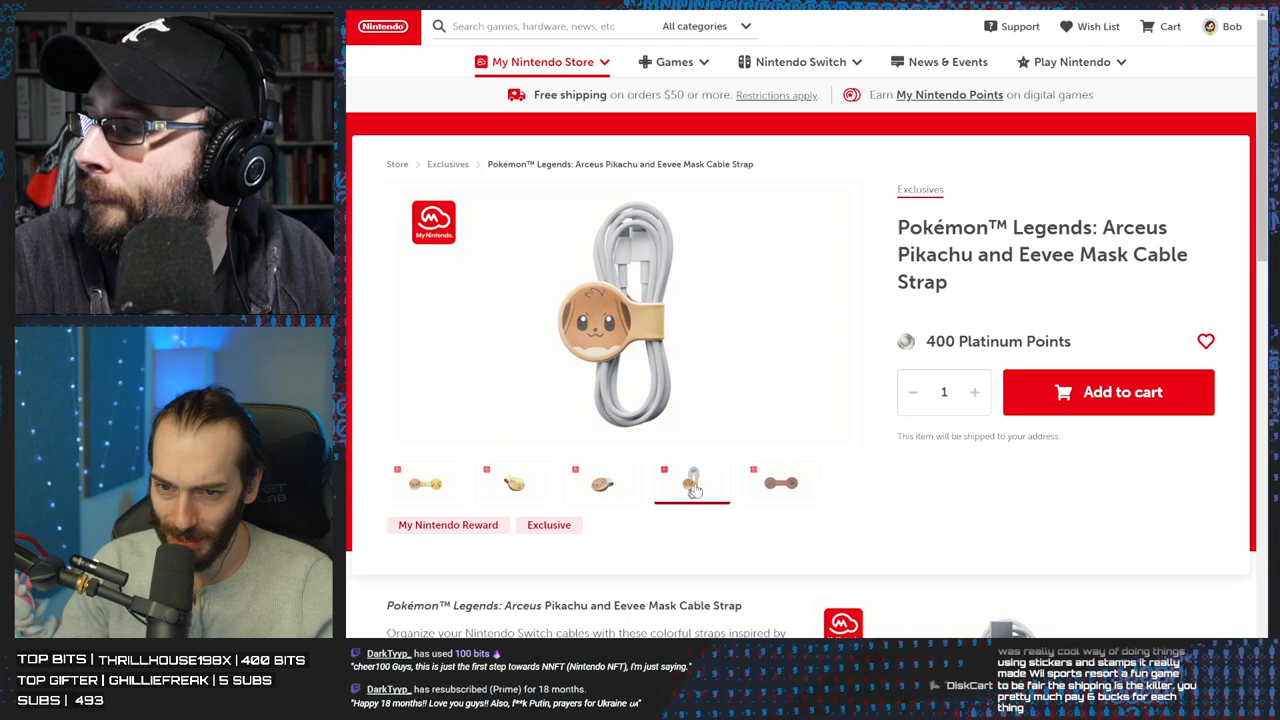 Nintendo
Search games, hardware, news, etc
All categories
Support
Wish List
Cart
Bob
My Nintendo Store
Games
Nintendo Switch
News & Events
Play Nintendo
Free shipping on orders $50 or more. Restrictions apply.
Earn My Nintendo Points on digital games
Store
Exclusives
Pokémon™ Legends: Arceus Pikachu and Eevee Mask Cable Strap
My Nintendo.
Exclusives
Pokémon™ Legends: Arceus
Pikachu and Eevee Mask Cable
Strap
400 Platinum Points
− 1 +
Add to cart
This item will be shipped to your address.
My Nintendo Reward
Exclusive
Pokémon™ Legends: Arceus Pikachu and Eevee Mask Cable Strap
Organize your Nintendo Switch cables with these colorful straps inspired by
TOP BITS | THRILLHOUSE198X | 400 BITS
TOP GIFTER | GHILLIEFREAK | 5 SUBS
SUBS | 493
DarkTyyp_ has used 100 bits
"cheer100 Guys, this is just the first step towards NNFT (Nintendo NFT), I'm just saying."
DarkTyyp_ has resubscribed (Prime) for 18 months.
"Happy 18 months!! Love you guys!! Also, f**k Putin, prayers for Ukraine 🇺🇦"
was really cool way of doing things
using stickers and stamps it really
made Wii sports resort a fun game
DiskCart
to be fair the shipping is the killer, you
pretty much pay 6 bucks for each
thing